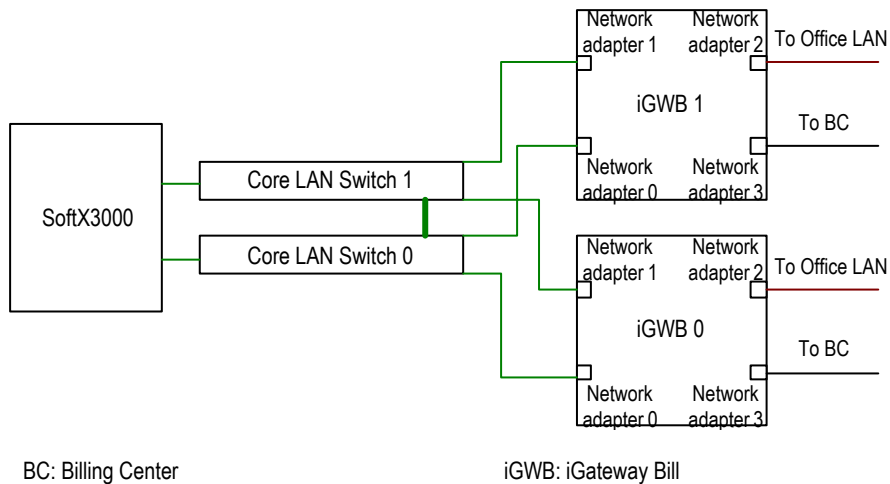 Network
adapter 1
Network
adapter 2
To Office LAN
iGWB 1
To BC
Network
adapter 0
Network
adapter 3
Core LAN Switch 1
SoftX3000
Core LAN Switch 0
Network
adapter 1
Network
adapter 2
To Office LAN
iGWB 0
To BC
Network
adapter 0
Network
adapter 3
BC: Billing Center
iGWB: iGateway Bill